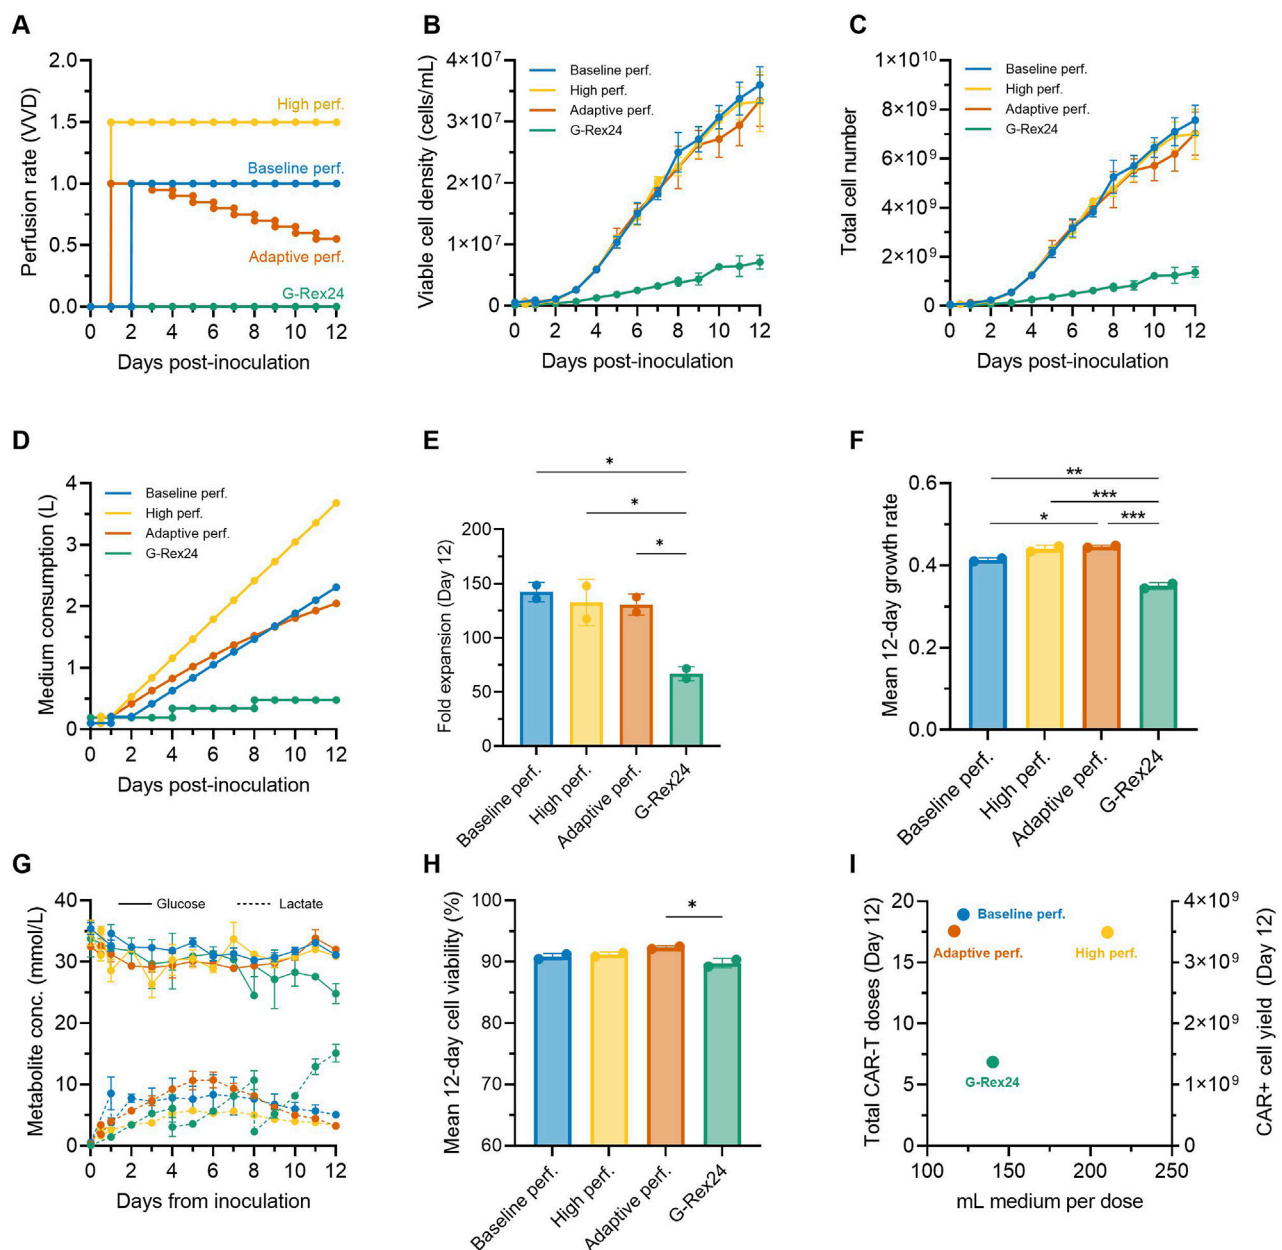 A
2.0
1.5
1.0
0.5
0.0
Perfusion rate (VVD)
High perf.
Baseline perf.
Adaptive perf.
G-Rex24
0 2 4 6 8 10 12
Days post-inoculation
B
4×10⁷
3×10⁷
2×10⁷
1×10⁷
0
Viable cell density (cells/mL)
Baseline perf.
High perf.
Adaptive perf.
G-Rex24
0 2 4 6 8 10 12
Days post-inoculation
C
1×10¹⁰
8×10⁹
6×10⁹
4×10⁹
2×10⁹
0
Total cell number
Baseline perf.
High perf.
Adaptive perf.
G-Rex24
0 2 4 6 8 10 12
Days post-inoculation
D
4
3
2
1
0
Medium consumption (L)
Baseline perf.
High perf.
Adaptive perf.
G-Rex24
0 2 4 6 8 10 12
Days post-inoculation
E
*
*
*
200
150
100
50
0
Fold expansion (Day 12)
Baseline perf.
High perf.
Adaptive perf.
G-Rex24
F
**
***
* ***
0.6
0.4
0.2
0.0
Mean 12-day growth rate
Baseline perf.
High perf.
Adaptive perf.
G-Rex24
G
40
30
20
10
0
Metabolite conc. (mmol/L)
Glucose Lactate
0 2 4 6 8 10 12
Days from inoculation
H
*
100
90
80
70
60
Mean 12-day cell viability (%)
Baseline perf.
High perf.
Adaptive perf.
G-Rex24
I
20
15
10
5
0
Total CAR-T doses (Day 12)
Baseline perf.
Adaptive perf.
High perf.
G-Rex24
4×10⁹
3×10⁹
2×10⁹
1×10⁹
0
CAR+ cell yield (Day 12)
100 150 200 250
mL medium per dose